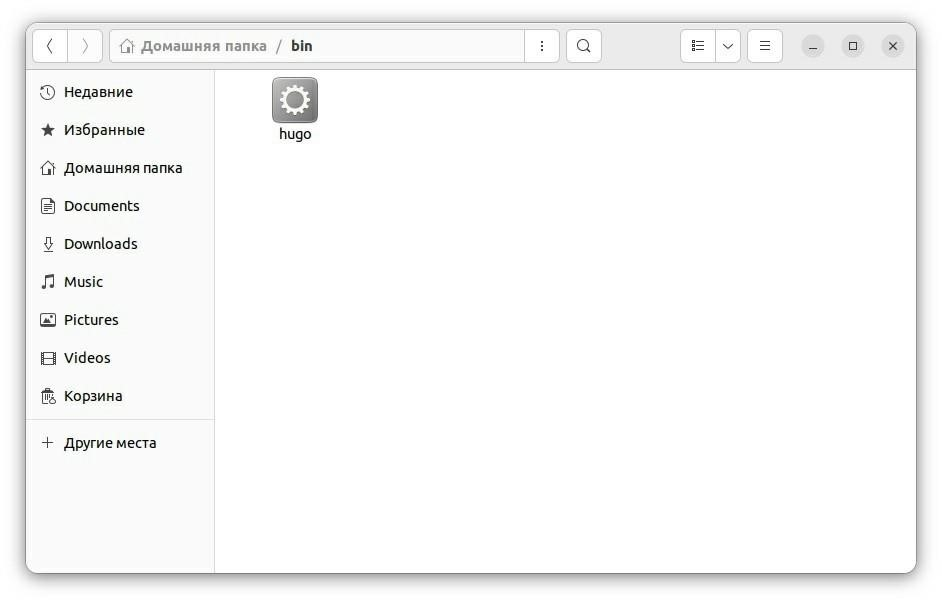 Домашняя папка / bin
Недавние
hugo
Избранные
Домашняя папка
Documents
Downloads
Music
Pictures
Videos
Корзина
Другие места